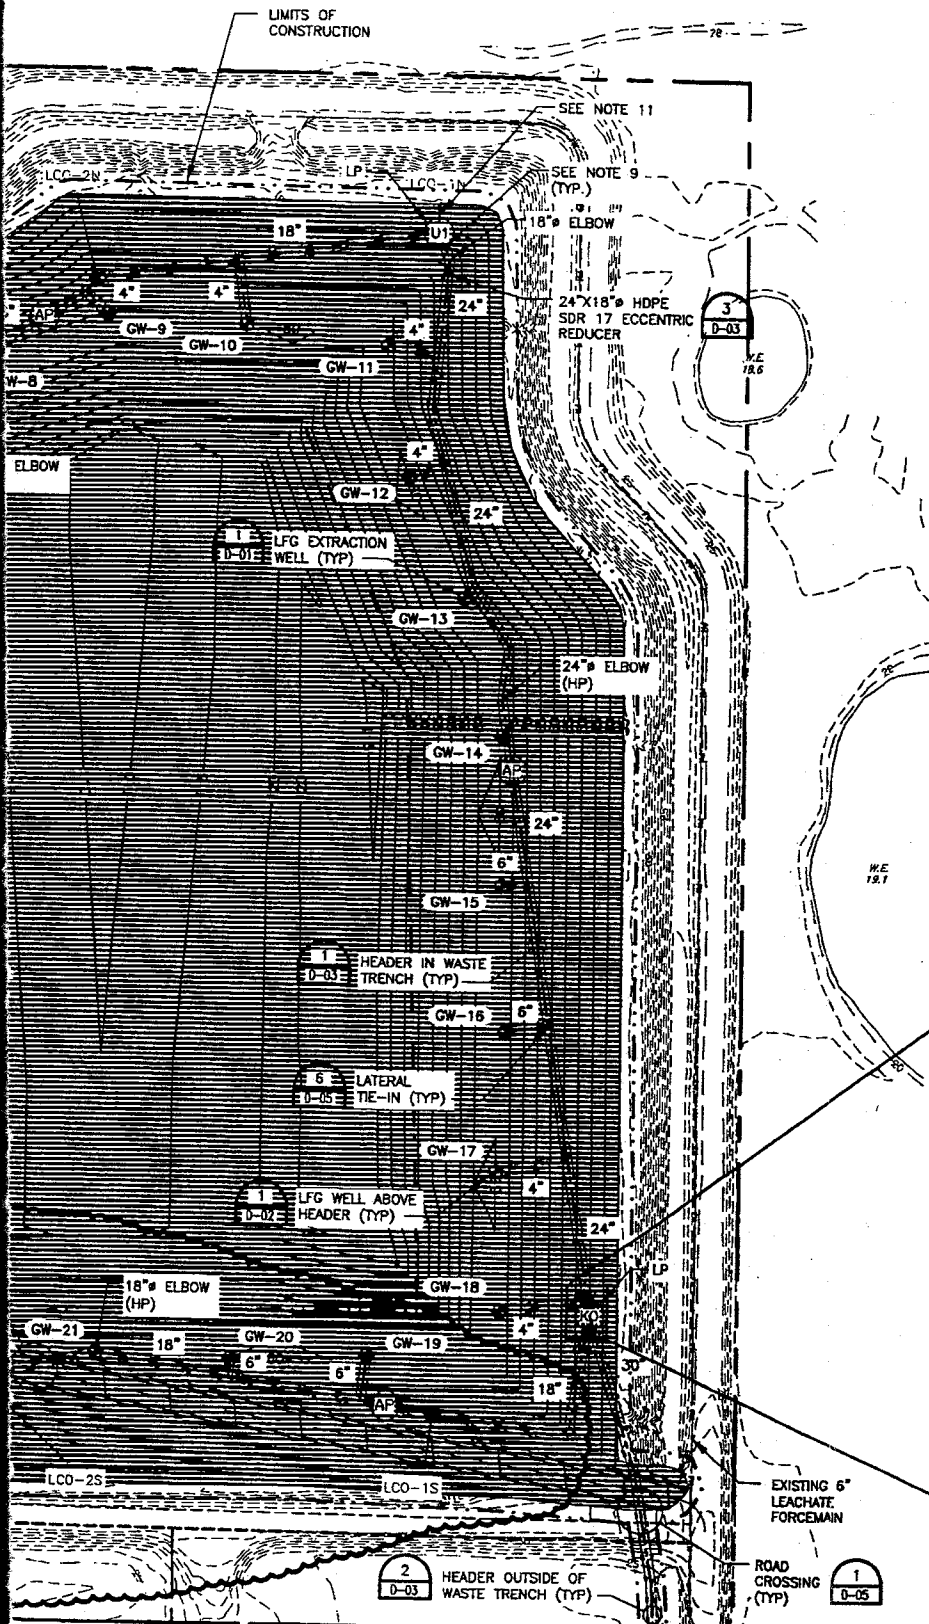 LIMITS OF
CONSTRUCTION
78
SEE NOTE 11
LCC-2N
LP
LCC-1N
SEE NOTE 9
(TYP.)
18"
U1
18"ø ELBOW
4"
4"
24"
24"X18"ø HDPE
SDR 17 ECCENTRIC
REDUCER
3
D-03
AP
GW-9
4"
GW-10
GW-11
W.E.
19.6
W-8
4"
ELBOW
GW-12
24"
1
D-01
LFG EXTRACTION
WELL (TYP)
GW-13
24"ø ELBOW
(HP)
GW-14
AP
24"
6"
W.E.
19.1
GW-15
1
D-03
HEADER IN WASTE
TRENCH (TYP)
GW-16
6"
6
D-05
LATERAL
TIE-IN (TYP)
20
GW-17
4"
1
D-02
LFG WELL ABOVE
HEADER (TYP)
24"
LP
18"ø ELBOW
(HP)
GW-18
KO
4"
GW-21
18"
GW-20
GW-19
6"
6"
30"
18"
AP
LCO-2S
LCO-1S
EXISTING 6"
LEACHATE
FORCEMAIN
2
D-03
HEADER OUTSIDE OF
WASTE TRENCH (TYP)
ROAD
CROSSING
(TYP)
1
D-05